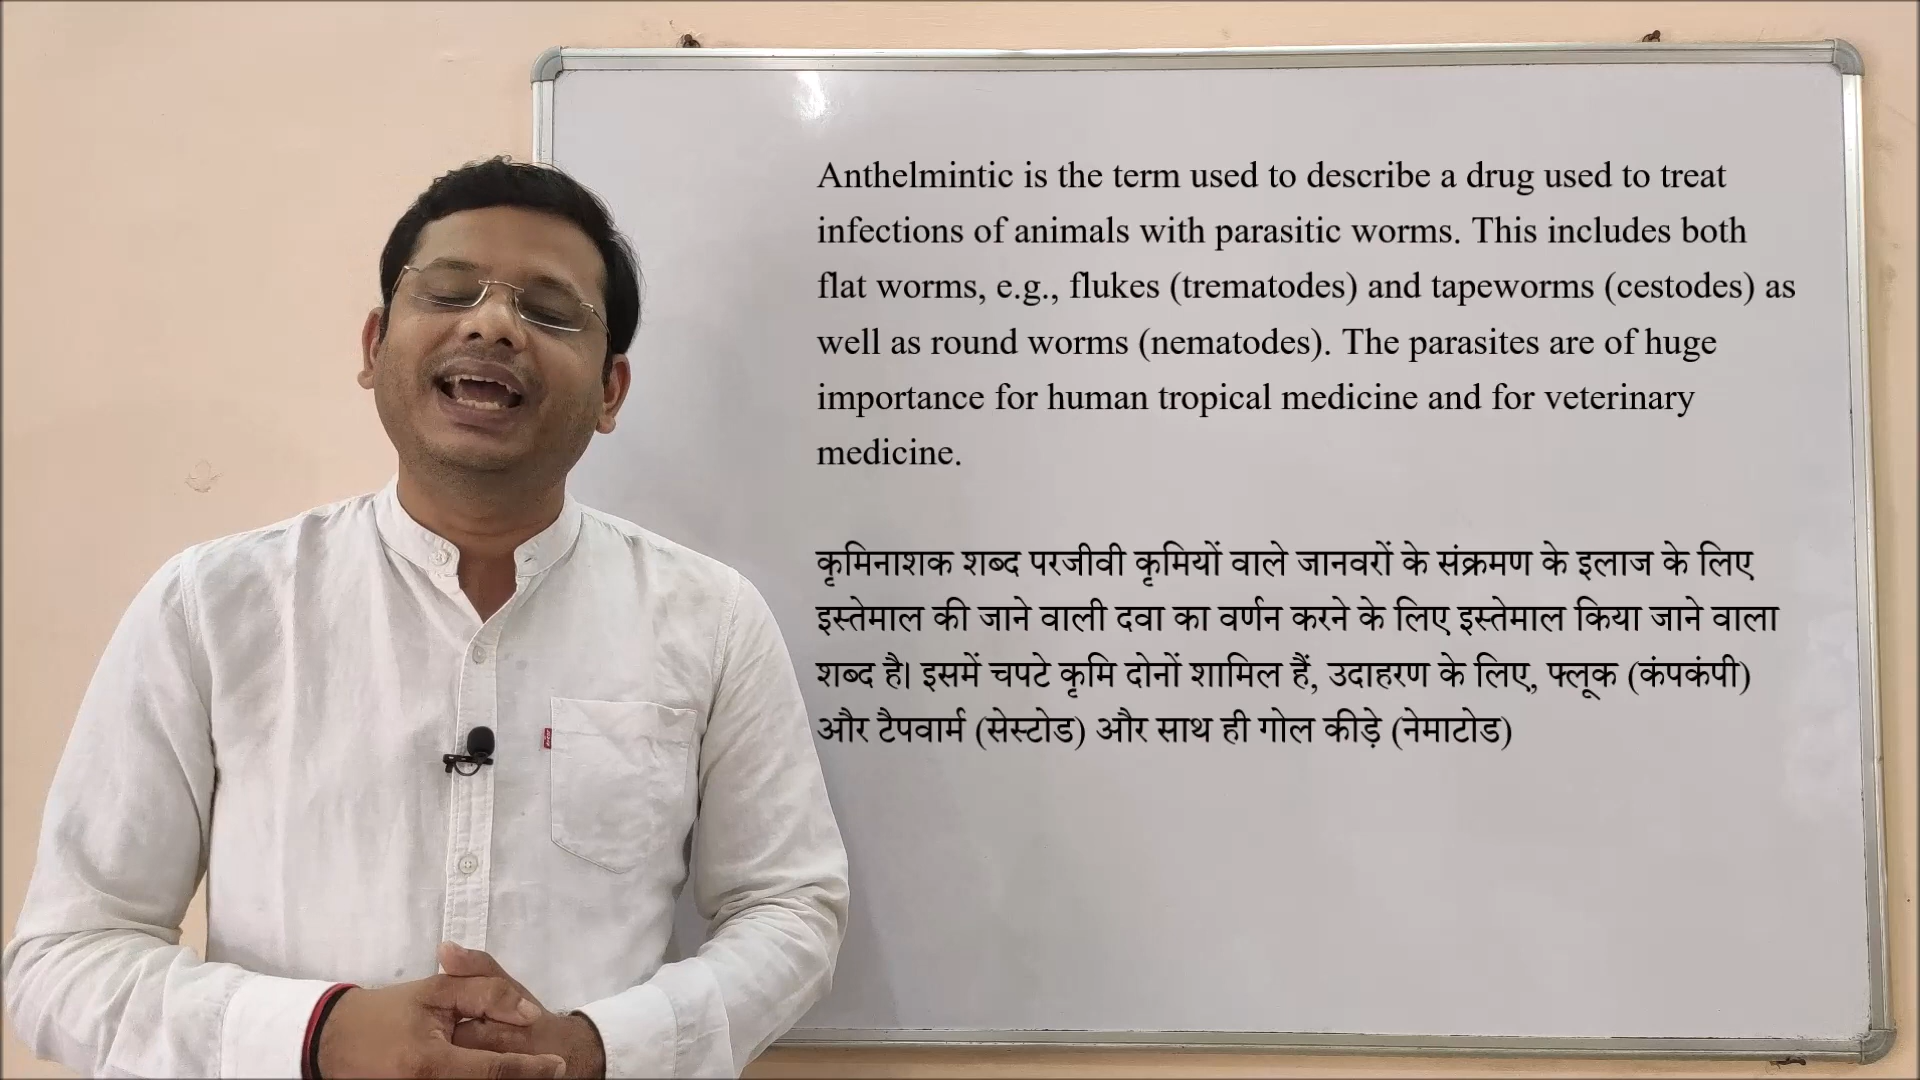 Anthelmintic is the term used to describe a drug used to treat
infections of animals with parasitic worms. This includes both
flat worms, e.g., flukes (trematodes) and tapeworms (cestodes) as
well as round worms (nematodes). The parasites are of huge
importance for human tropical medicine and for veterinary
medicine.
कृमिनाशक शब्द परजीवी कृमियों वाले जानवरों के संक्रमण के इलाज के लिए
इस्तेमाल की जाने वाली दवा का वर्णन करने के लिए इस्तेमाल किया जाने वाला
शब्द है। इसमें चपटे कृमि दोनों शामिल हैं, उदाहरण के लिए, फ्लूक (कंपकंपी)
और टैपवार्म (सेस्टोड) और साथ ही गोल कीड़े (नेमाटोड)